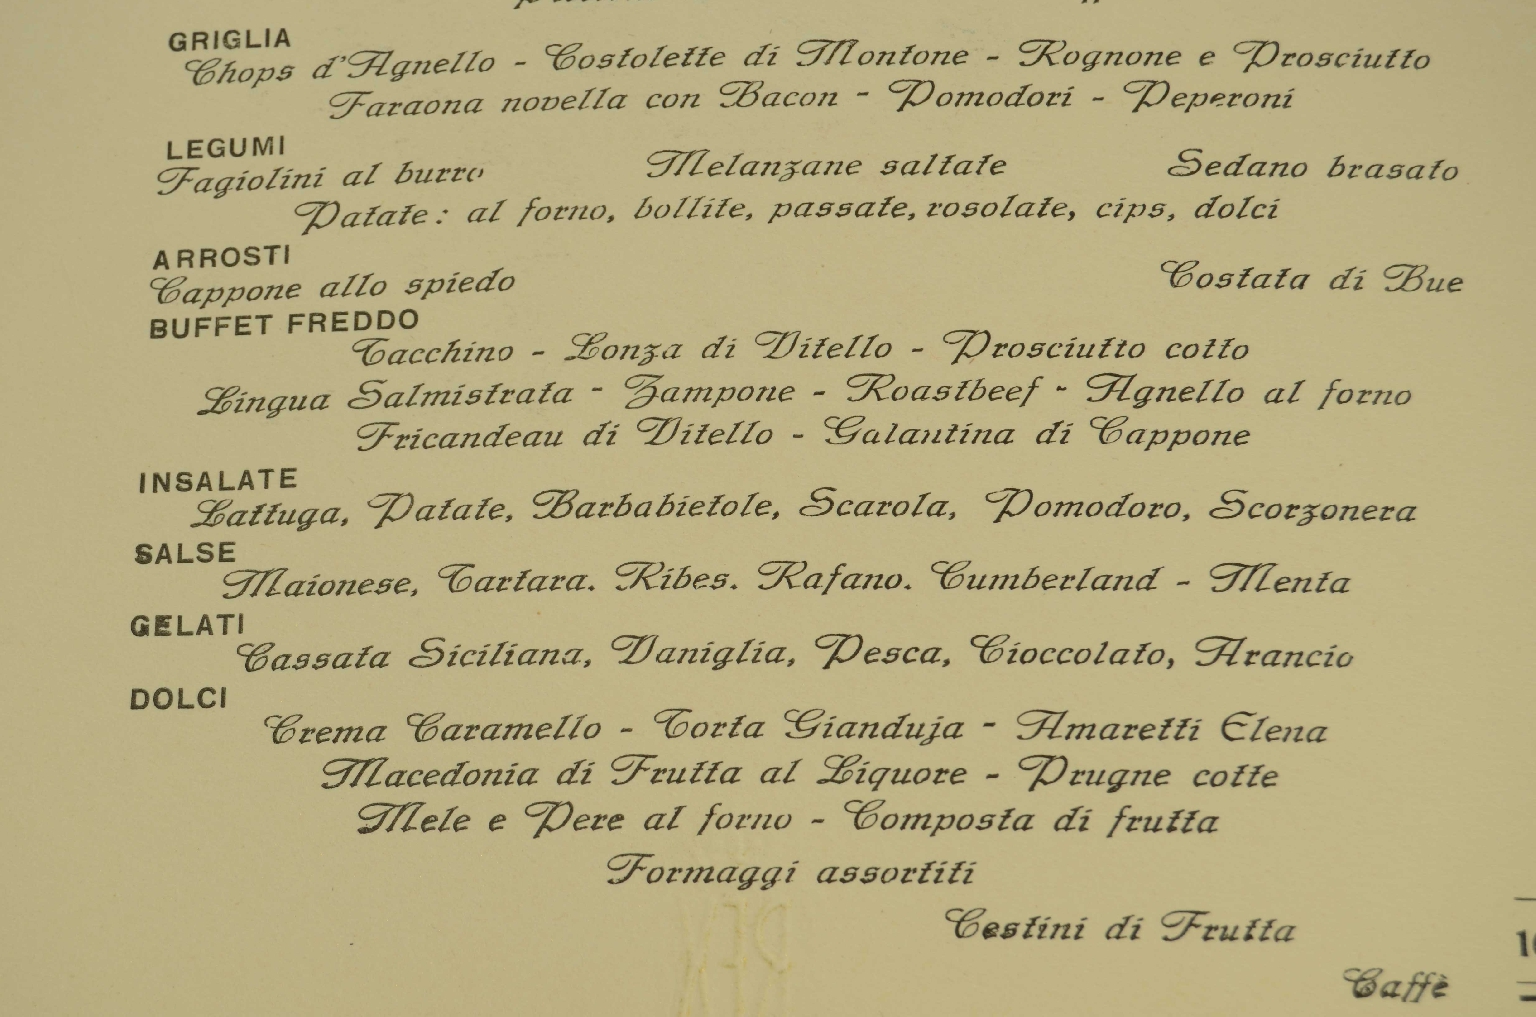 GRIGLIA
Chops d'Agnello - Costolette di Montone - Rognone e Prosciutto
Faraona novella con Bacon - Pomodori - Peperoni
LEGUMI
Fagiolini al burro Melanzane saltate Sedano brasato
Patate: al forno, bollite, passate, rosolate, cips, dolci
ARROSTI
Cappone allo spiedo Costata di Bue
BUFFET FREDDO
Tacchino - Lonza di Vitello - Prosciutto cotto
Lingua Salmistrata - Zampone - Roastbeef - Agnello al forno
Fricandeau di Vitello - Galantina di Cappone
INSALATE
Lattuga, Patate, Barbabietole, Scarola, Pomodoro, Scorzonera
SALSE
Maionese, Tartara. Ribes. Rafano. Cumberland - Menta
GELATI
Cassata Siciliana, Vaniglia, Pesca, Cioccolato, Arancio
DOLCI
Crema Caramello - Torta Gianduja - Amaretti Elena
Macedonia di Frutta al Liquore - Prugne cotte
Mele e Pere al forno - Composta di frutta
Formaggi assortiti
Cestini di Frutta
Caffè